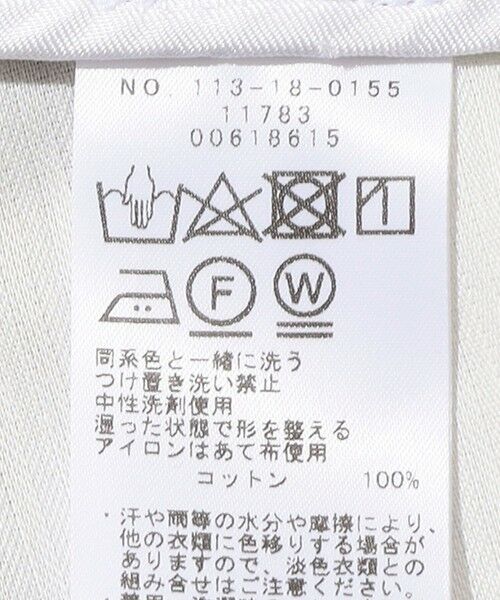 NO. 113-18-0155
11783
00618615
F W
同系色と一緒に洗う
つけ置き洗い禁止
中性洗剤使用
湿った状態で形を整える
アイロンはあて布使用
コットン 100%
・汗や雨等の水分や摩擦により、
他の衣類に色移りする場合が
ありますので、淡色衣類との
組み合せはご注意ください。